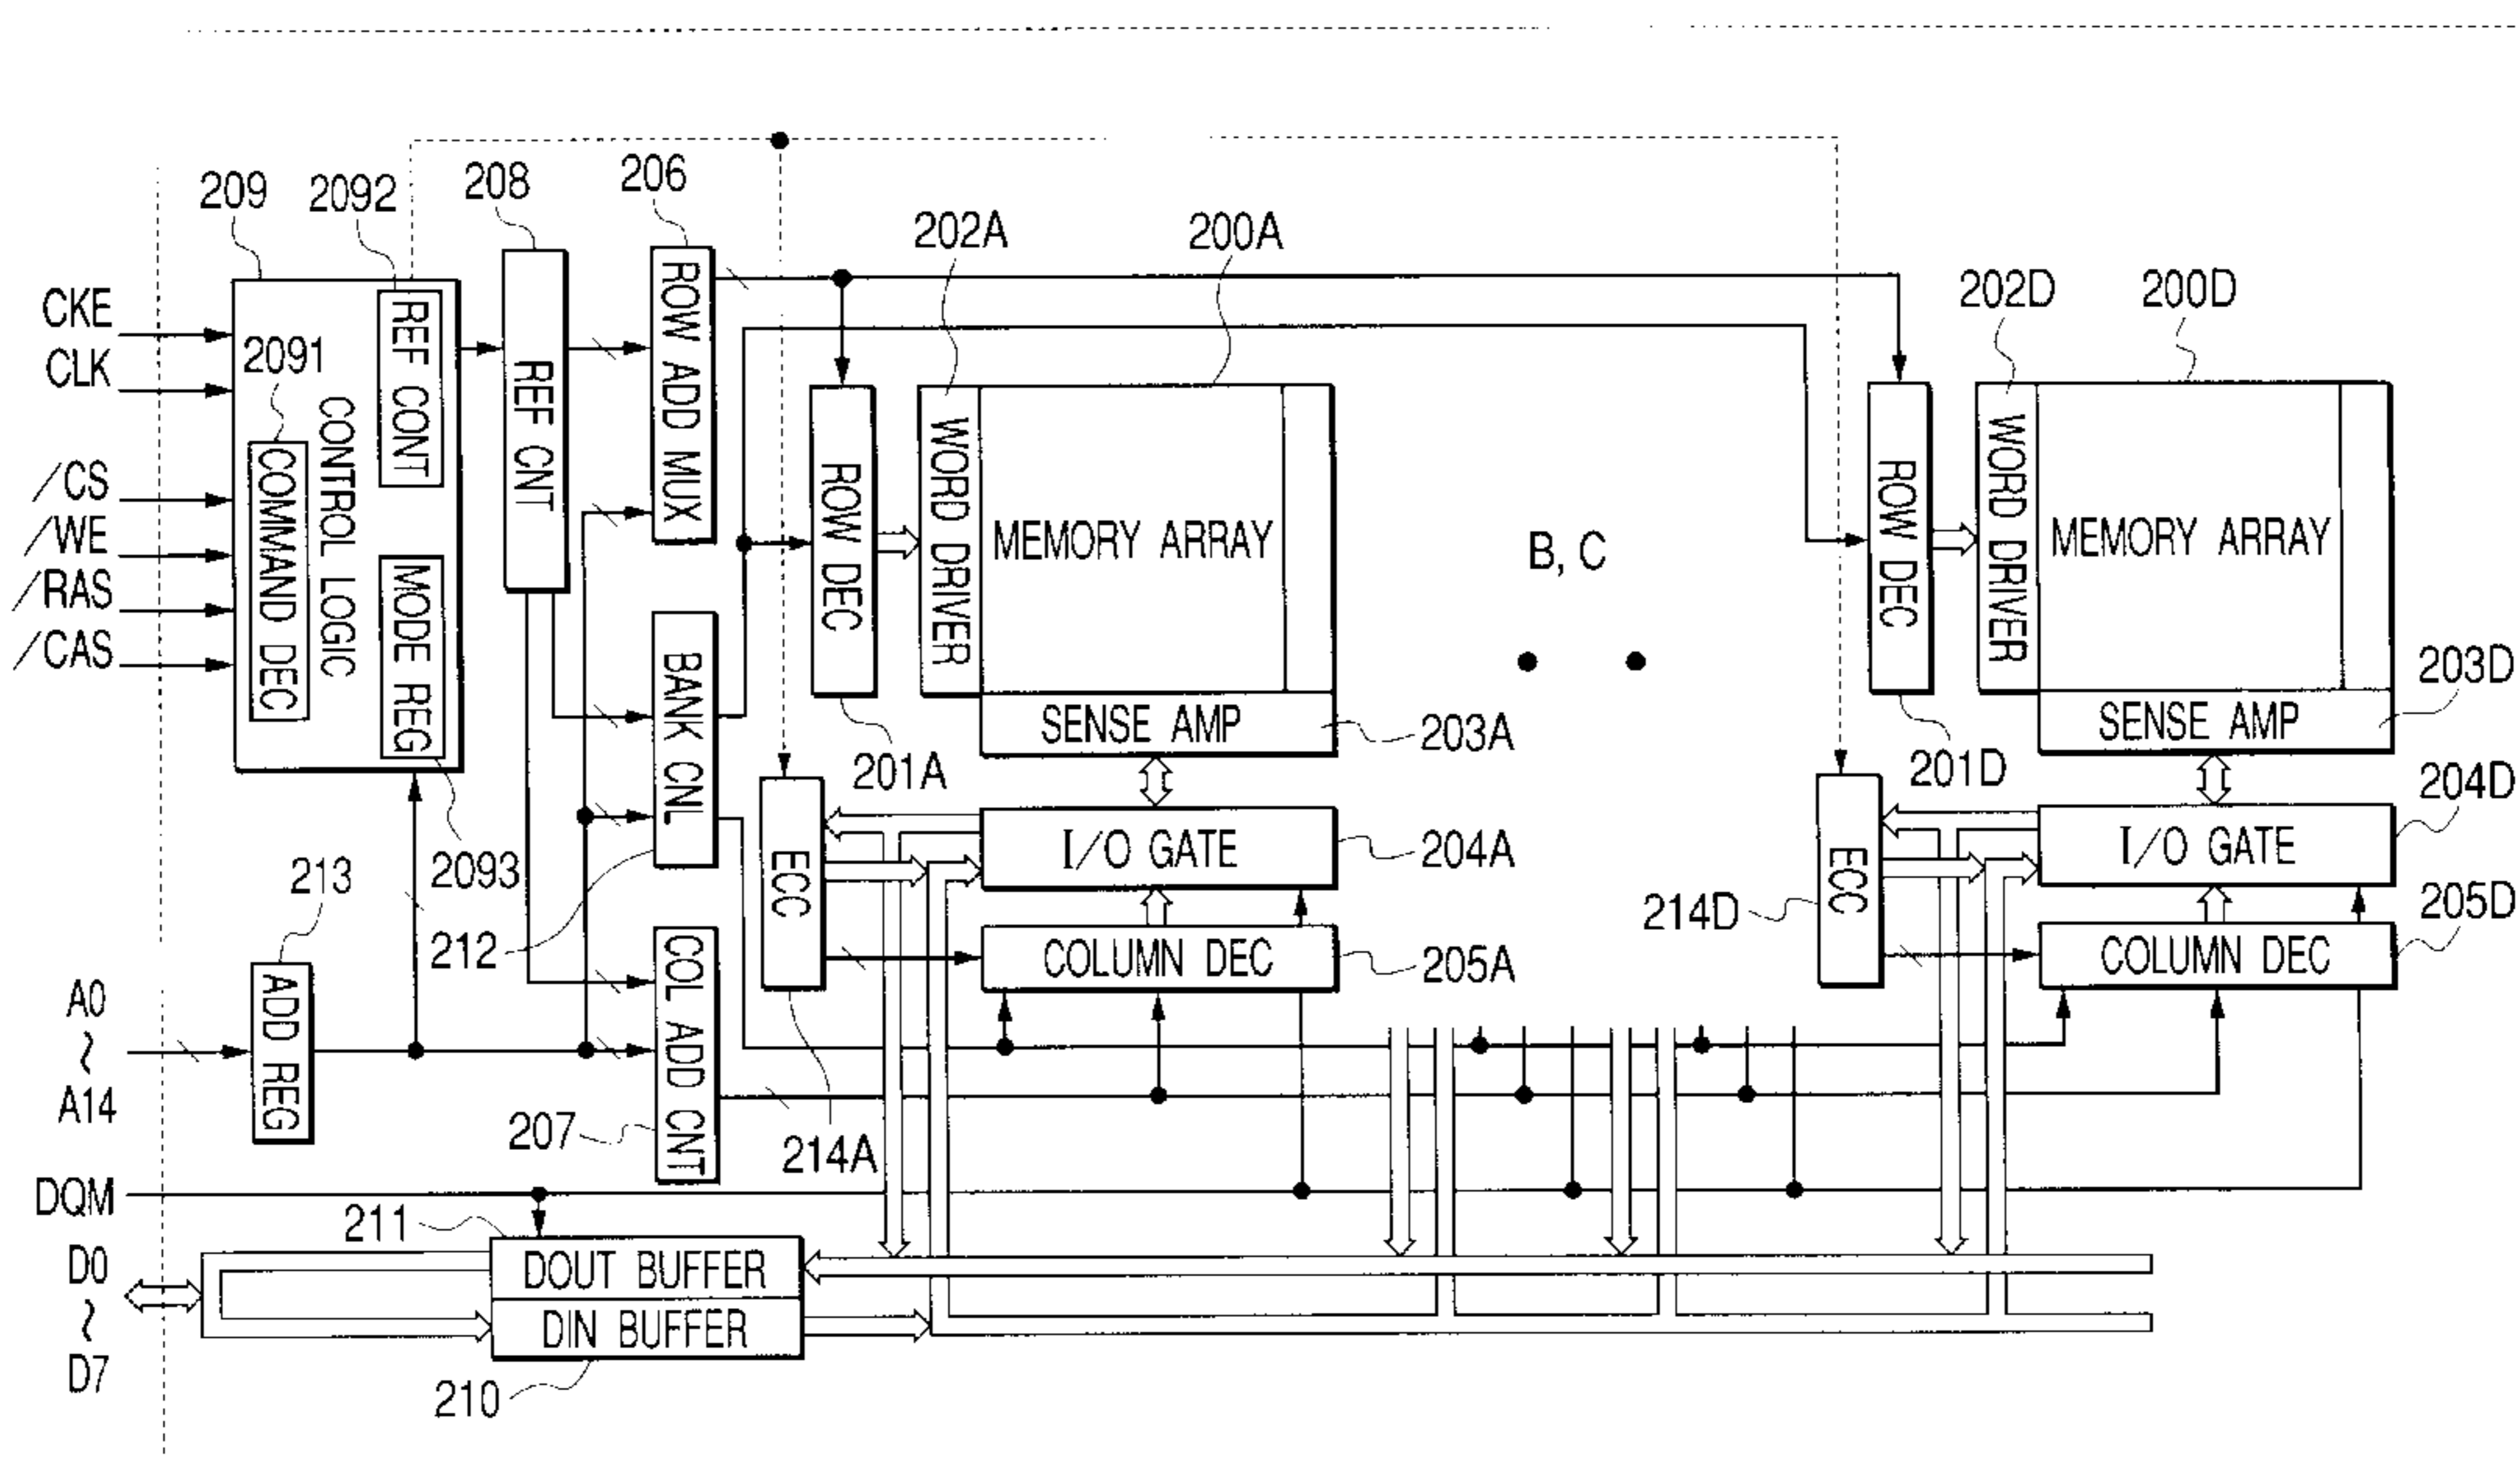 209
2092
208
206
202A
200A
202D
200D
CKE
CLK
/CS
/WE
/RAS
/CAS
2091
COMMAND DEC
CONTROL LOGIC
REF CONT
MODE REG
2093
REF CNT
ROW ADD MUX
BANK CNL
212
COL ADD CNT
207
213
ADD REG
A0
~
A14
ROW DEC
201A
WORD DRIVER
MEMORY ARRAY
SENSE AMP
203A
ECC
214A
I/O GATE
204A
COLUMN DEC
205A
B, C
ROW DEC
201D
WORD DRIVER
MEMORY ARRAY
SENSE AMP
203D
ECC
214D
I/O GATE
204D
COLUMN DEC
205D
DQM
211
DOUT BUFFER
DIN BUFFER
210
D0
~
D7